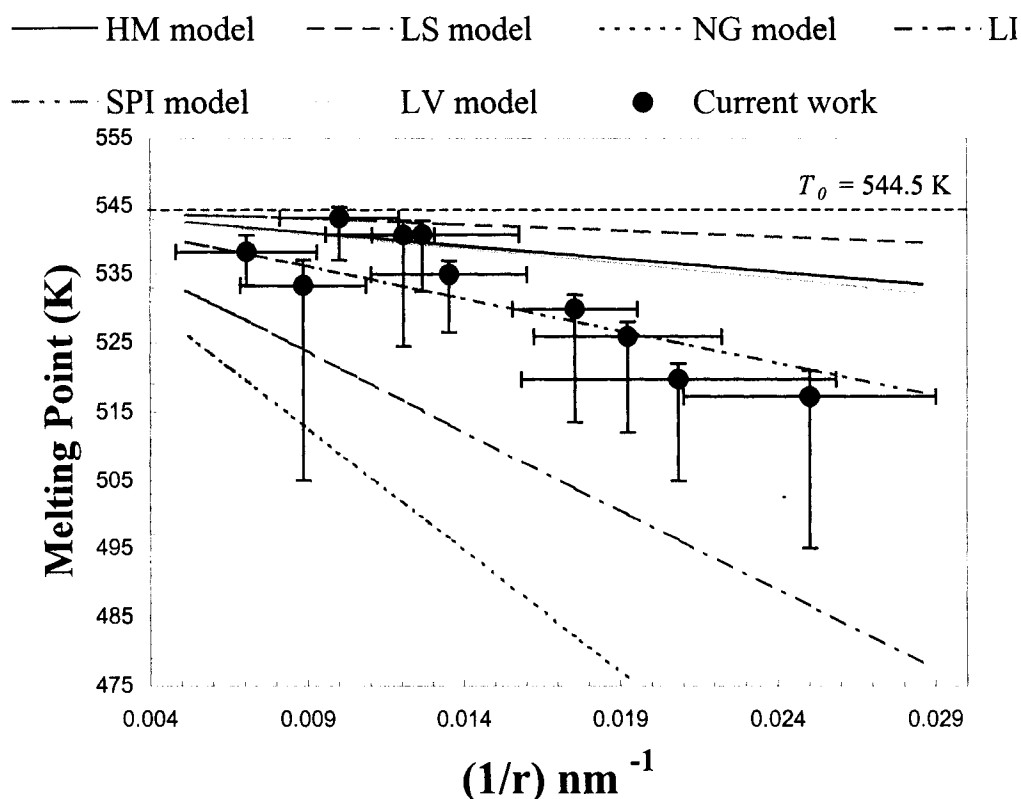 HM model LS model NG model LI
SPI model LV model Current work
T0 = 544.5 K
555
545
535
525
515
505
495
485
475
Melting Point (K)
0.004 0.009 0.014 0.019 0.024 0.029
(1/r) nm -1